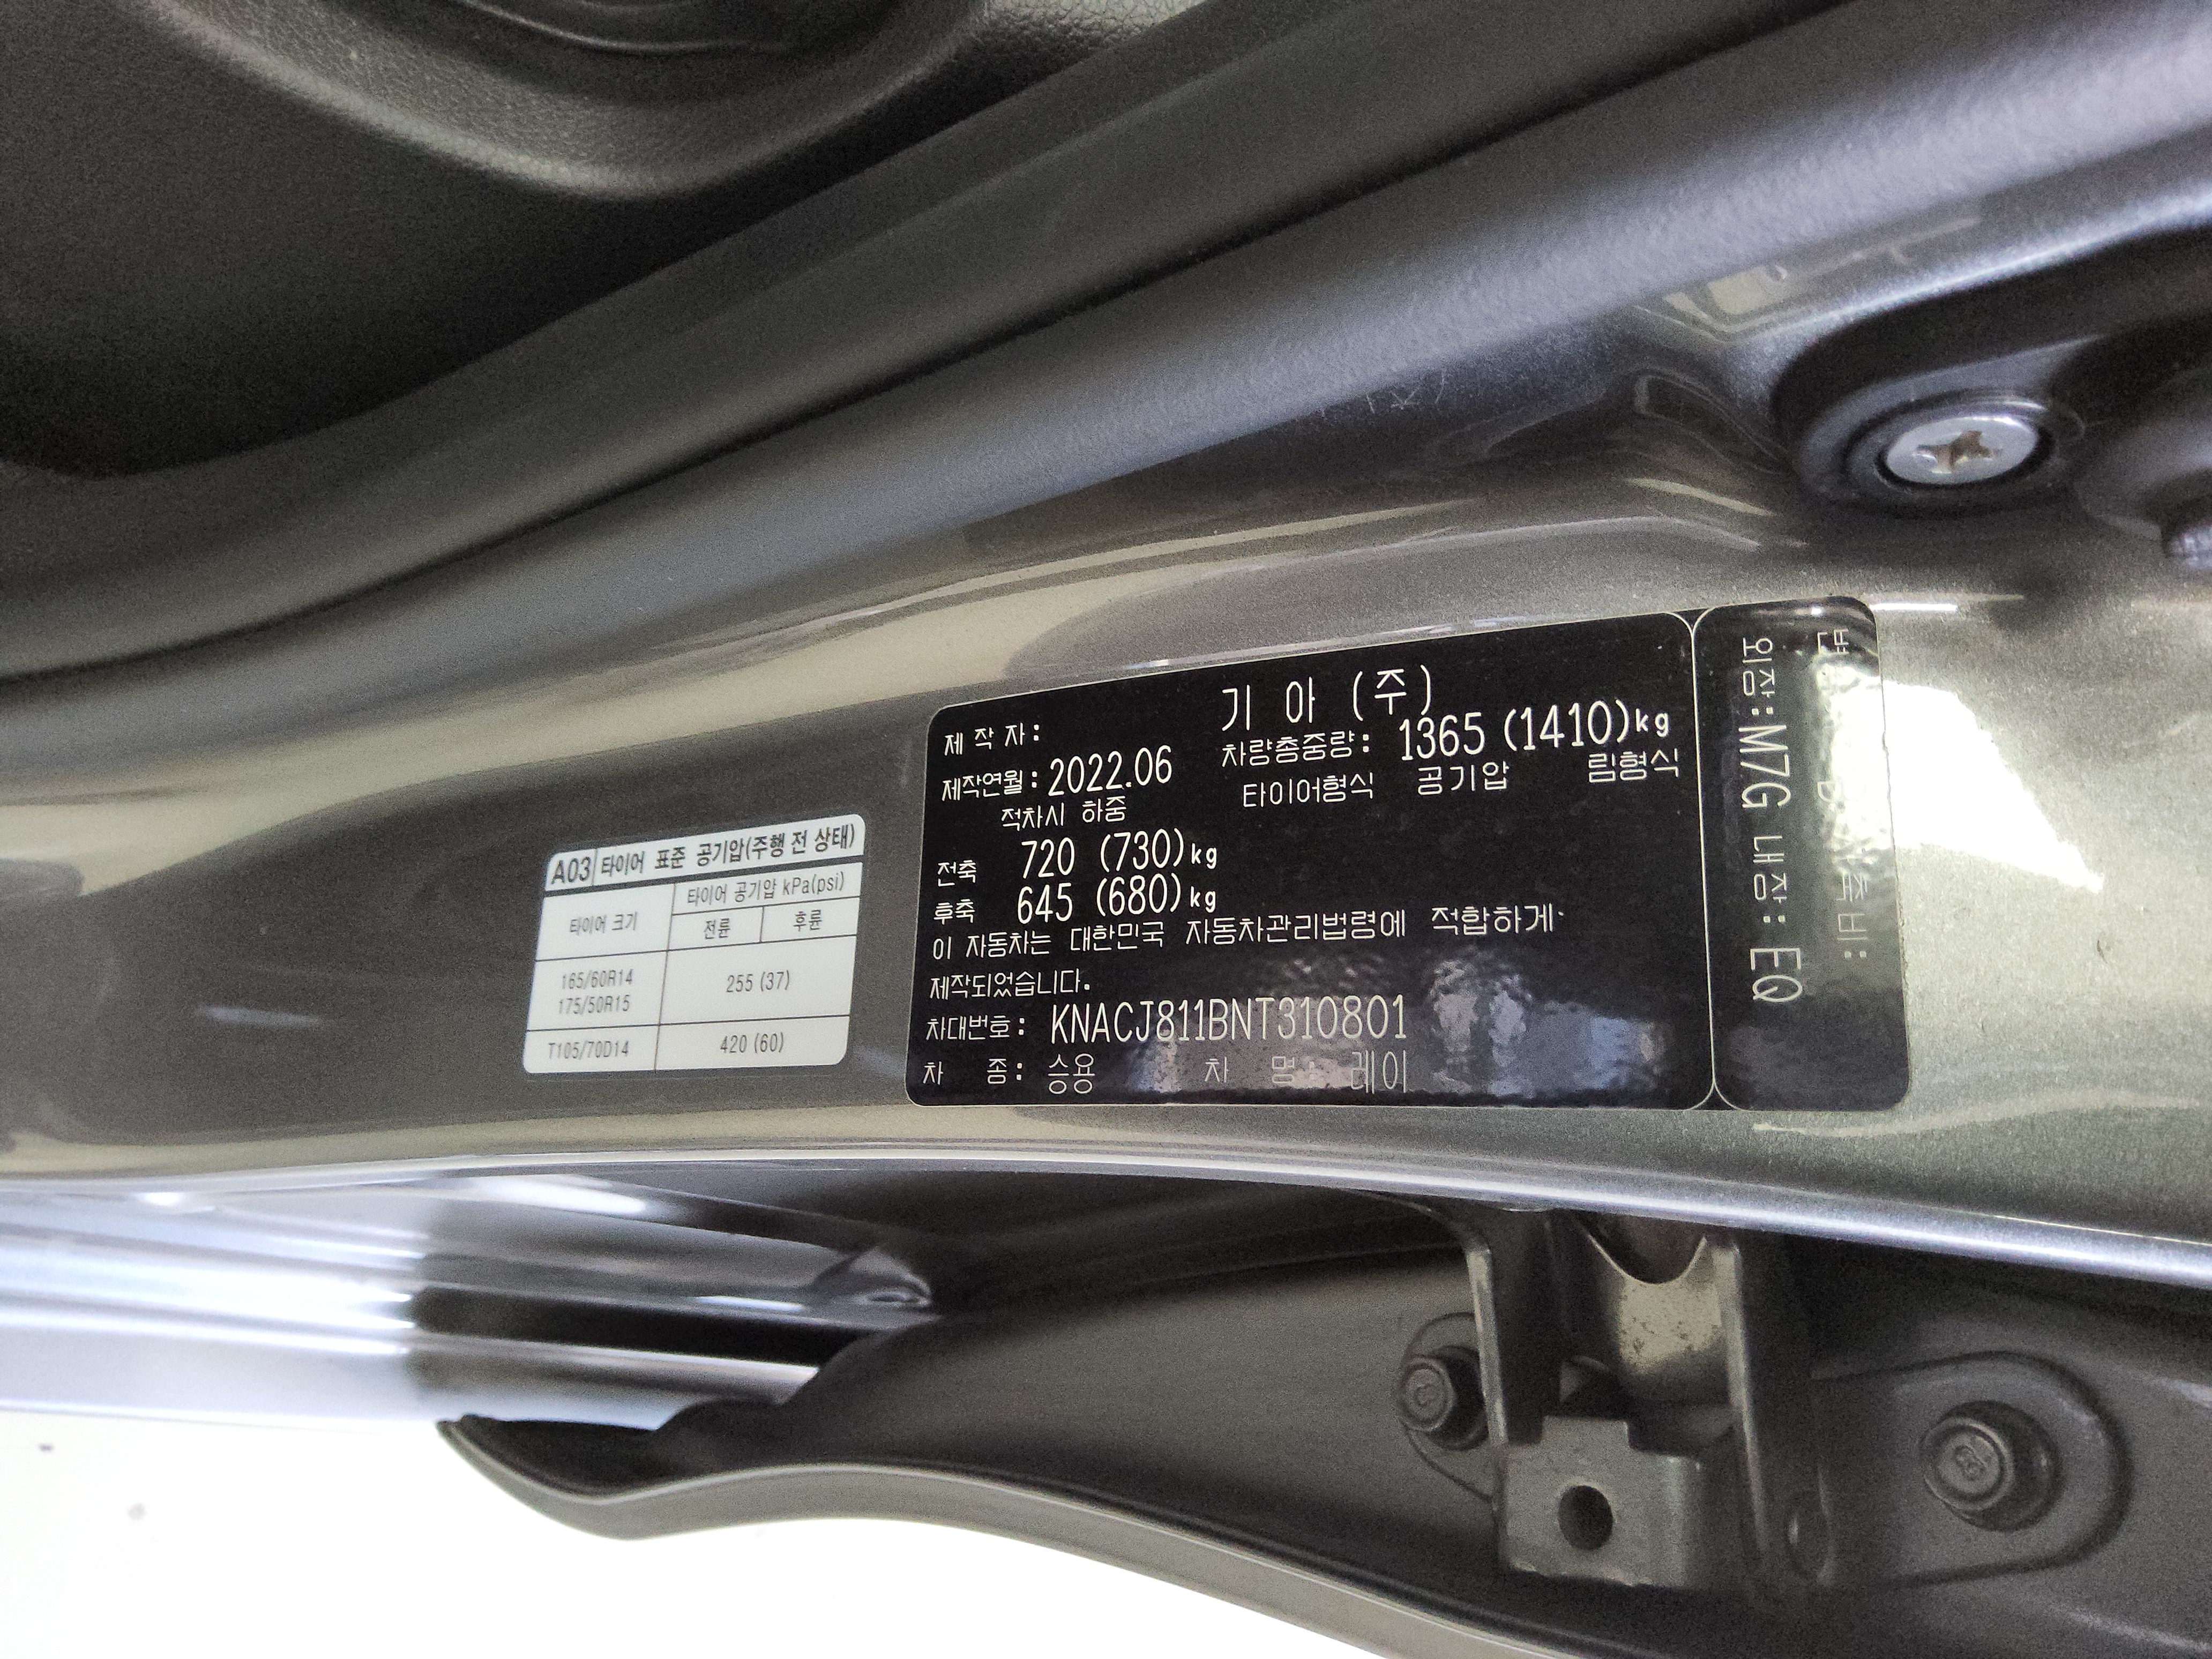 A03 타이어 표준 공기압(주행 전 상태)
타이어 크기 타이어 공기압 kPa(psi)
전륜 후륜
165/60R14
175/50R15 255 (37)
T105/70D14 420 (60)
제작자: 기아(주)
제작연월: 2022.06 차량총중량: 1365 (1410)kg
적차시 하중 타이어형식 공기압 림형식
전축 720 (730)kg
후축 645 (680)kg
이 자동차는 대한민국 자동차관리법령에 적합하게
제작되었습니다.
차대번호: KNACJ811BNT310801
차 종: 승용 차 명: 레이
외장:M7G 내장:EQ